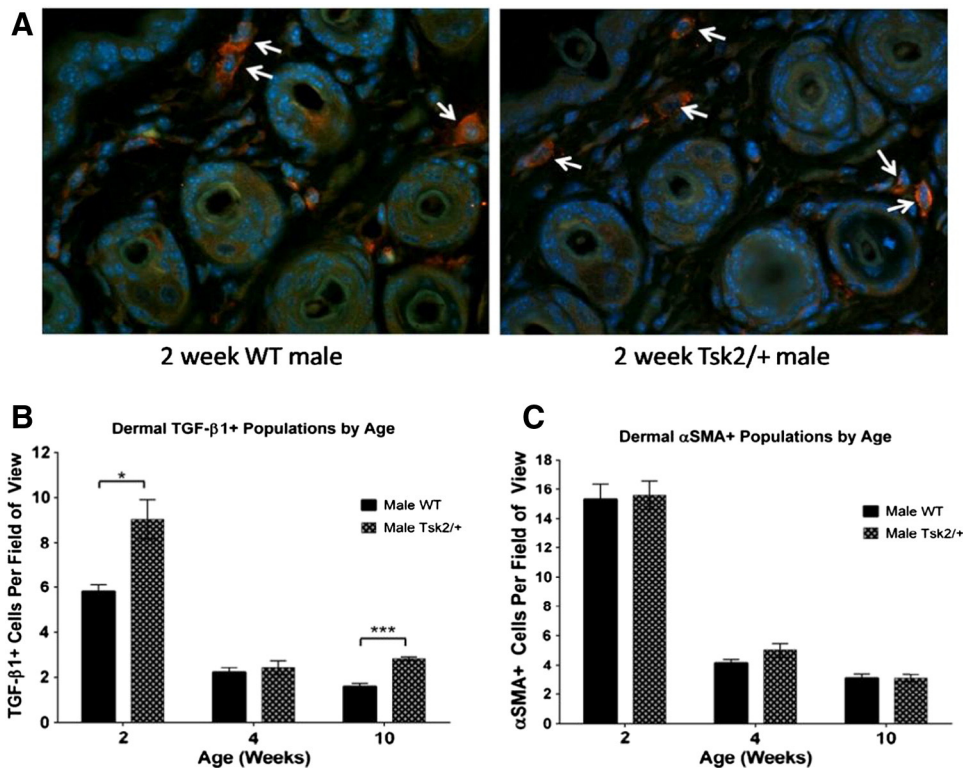 A
2 week WT male
2 week Tsk2/+ male
B
Dermal TGF-β1+ Populations by Age
TGF-β1+ Cells Per Field of View
12
10
8
6
4
2
0
*
***
Male WT
Male Tsk2/+
2
4
10
Age (Weeks)
C
Dermal αSMA+ Populations by Age
αSMA+ Cells Per Field of View
18
16
14
12
10
8
6
4
2
0
Male WT
Male Tsk2/+
2
4
10
Age (Weeks)